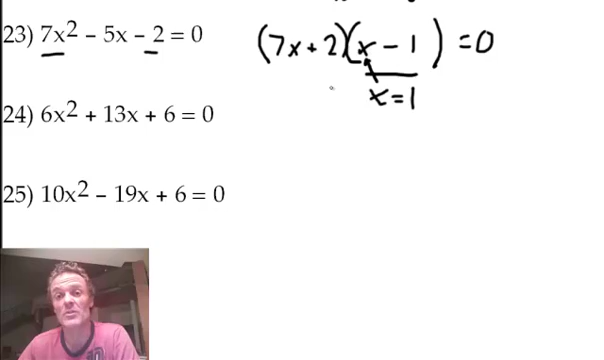 23) 7x² – 5x – 2 = 0 (7x + 2)(x – 1) = 0
x = 1
24) 6x² + 13x + 6 = 0
25) 10x² – 19x + 6 = 0